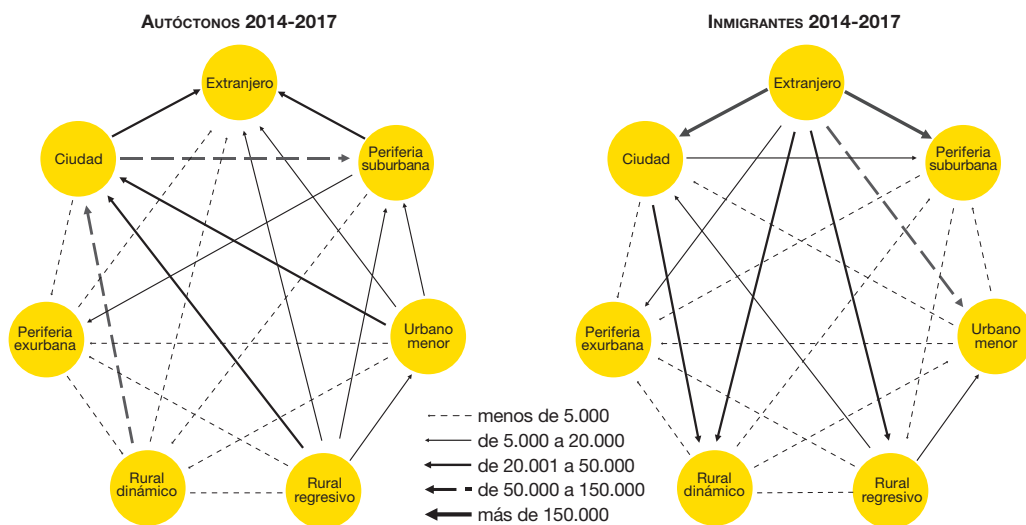 AUTÓCTONOS 2014-2017
Extranjero
Ciudad
Periferia
suburbana
Periferia
exurbana
Urbano
menor
Rural
dinámico
Rural
regresivo
INMIGRANTES 2014-2017
Extranjero
Ciudad
Periferia
suburbana
Periferia
exurbana
Urbano
menor
Rural
dinámico
Rural
regresivo
menos de 5.000
de 5.000 a 20.000
de 20.001 a 50.000
de 50.000 a 150.000
más de 150.000